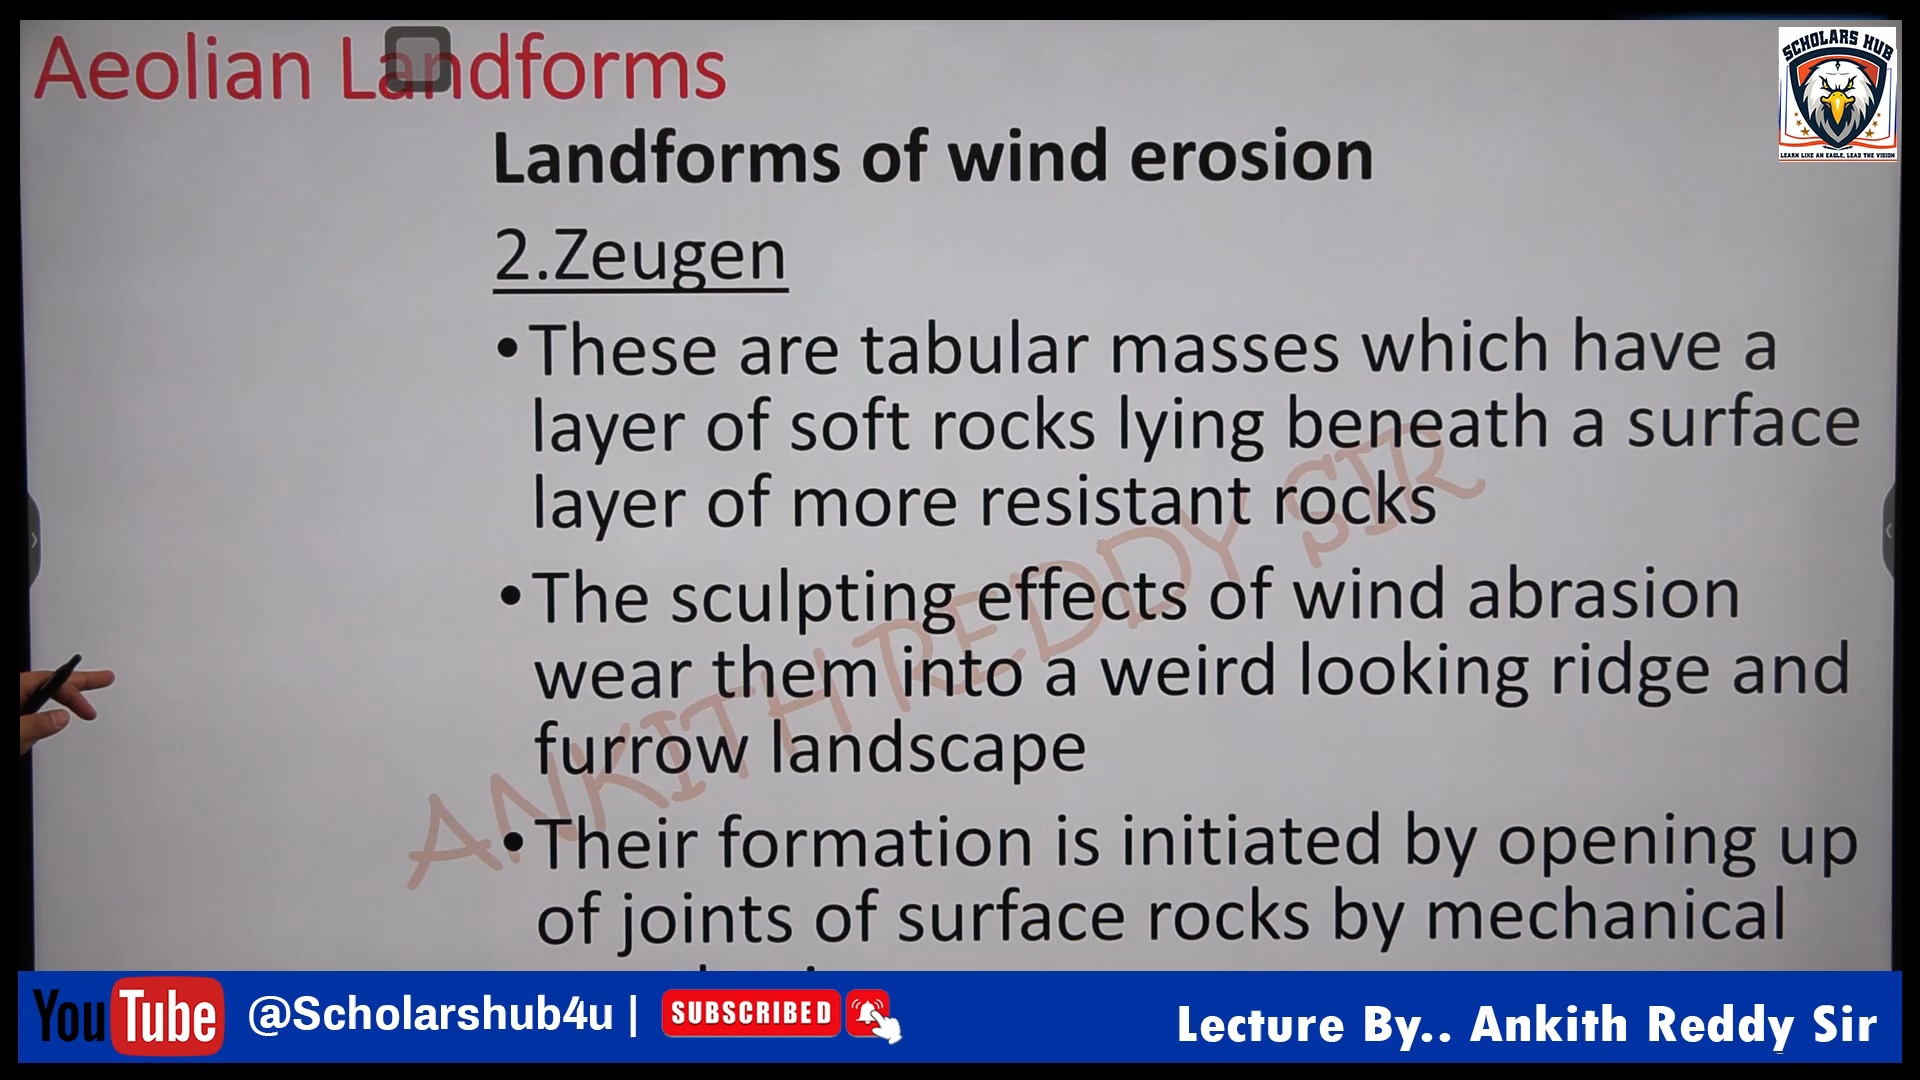 Aeolian Landforms
SCHOLARS HUB
LEARN LIKE AN EAGLE, LEAD THE VISION
Landforms of wind erosion
2.Zeugen
•These are tabular masses which have a
layer of soft rocks lying beneath a surface
layer of more resistant rocks
•The sculpting effects of wind abrasion
wear them into a weird looking ridge and
furrow landscape
•Their formation is initiated by opening up
of joints of surface rocks by mechanical
ANKITH REDDY SIR
YouTube @Scholarshub4u | SUBSCRIBED
Lecture By.. Ankith Reddy Sir